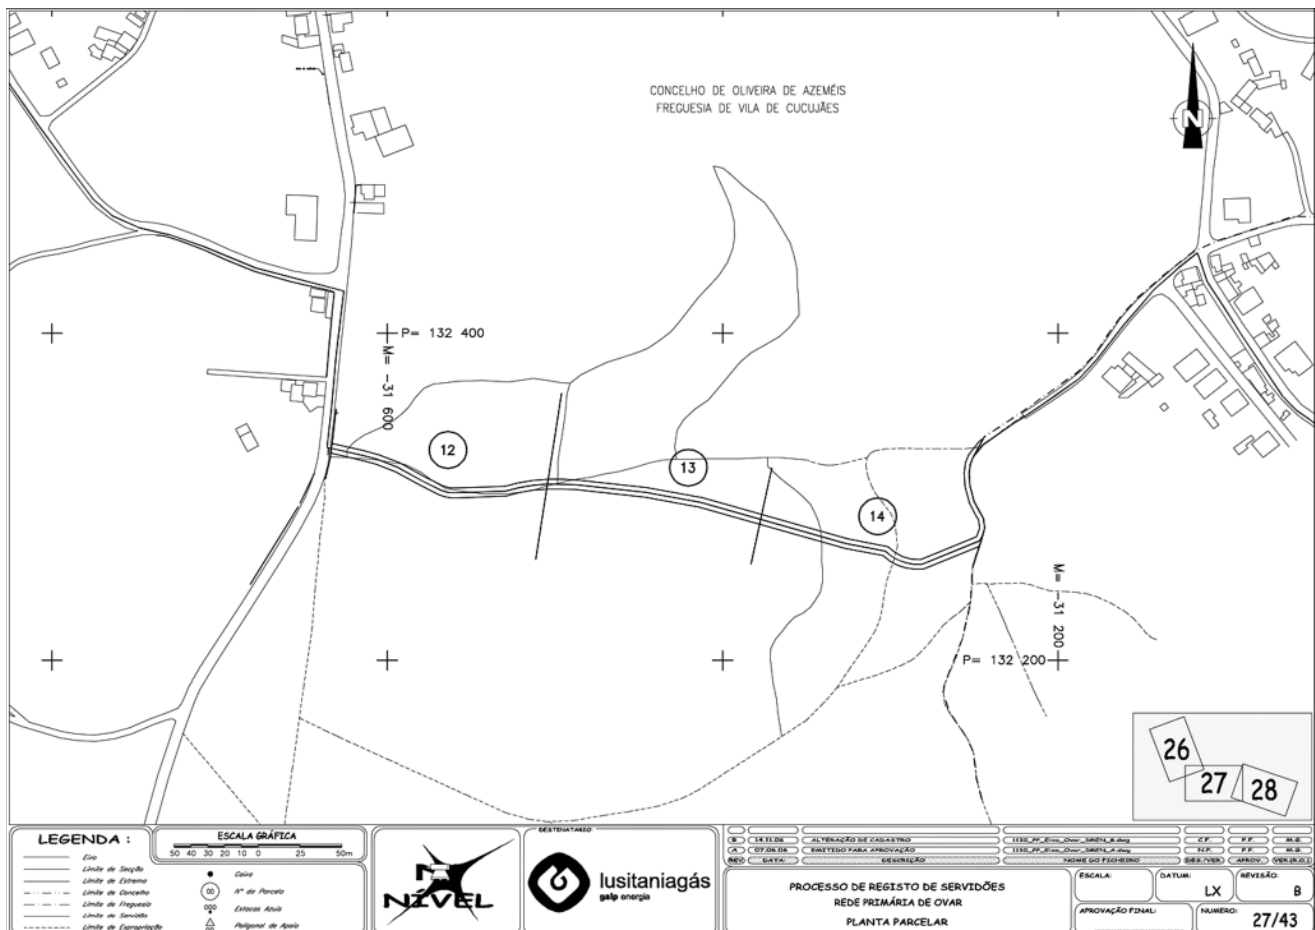 CONCELHO DE OLIVEIRA DE AZEMÉIS
FREGUESIA DE VILA DE CUCUJÃES
N
P= 132 400
M= -31 600
12
13
14
M= -31 200
P= 132 200
26
27
28
LEGENDA :
Eixo
Limite de Secção
Limite de Estrema
Limite de Concelho
Limite de Freguesia
Limite de Servidão
Limite de Expropriação
ESCALA GRÁFICA
50 40 30 20 10 0 25 50m
Caixa
00 Nº da Parcela
000 Estacas Azuis
Poligonal de Apoio
NÍVEL
DESTINATÁRIO
lusitaniagás
galp energia
B 14.11.06 ALTERAÇÃO DE CADASTRO C.F. P.F. M.G.
A 07.06.06 EMITIDO PARA APROVAÇÃO N.P. P.F. M.G.
REV. DATA: DESCRIÇÃO NOME DO FICHEIRO DES./VER. APROV.
PROCESSO DE REGISTO DE SERVIDÕES
REDE PRIMÁRIA DE OVAR
PLANTA PARCELAR
ESCALA:
DATUM:
LX
REVISÃO:
B
APROVAÇÃO FINAL:
NUMERO:
27/43